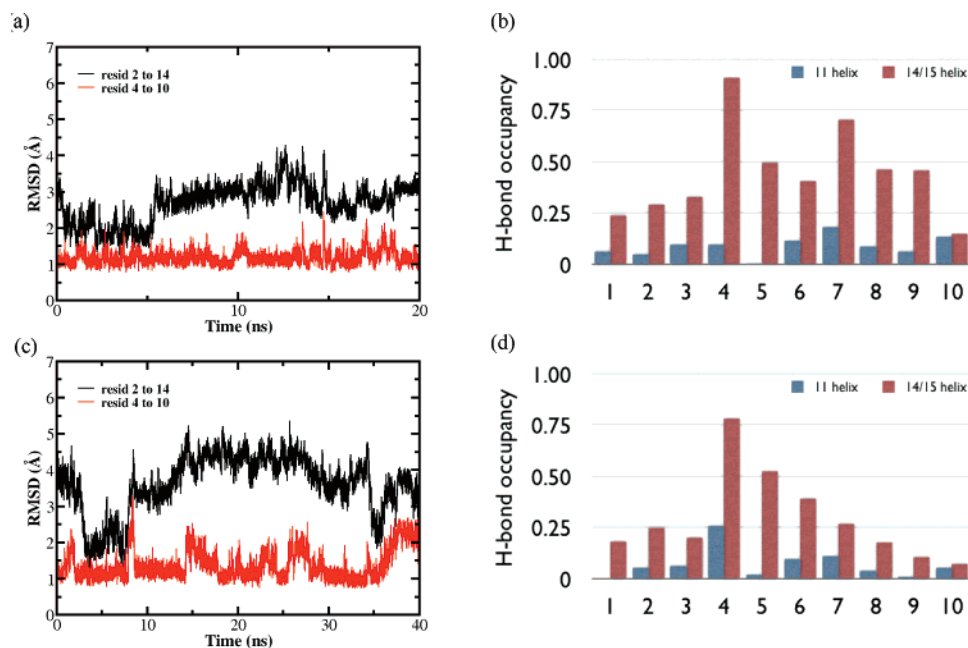 (a)
7
6
5
4
3
2
1
0
RMSD (Å)
resid 2 to 14
resid 4 to 10
0 10 20
Time (ns)
(b)
1.00
0.75
0.50
0.25
0
H-bond occupancy
11 helix 14/15 helix
1 2 3 4 5 6 7 8 9 10
(c)
7
6
5
4
3
2
1
0
RMSD (Å)
resid 2 to 14
resid 4 to 10
0 10 20 30 40
Time (ns)
(d)
1.00
0.75
0.50
0.25
0
H-bond occupancy
11 helix 14/15 helix
1 2 3 4 5 6 7 8 9 10